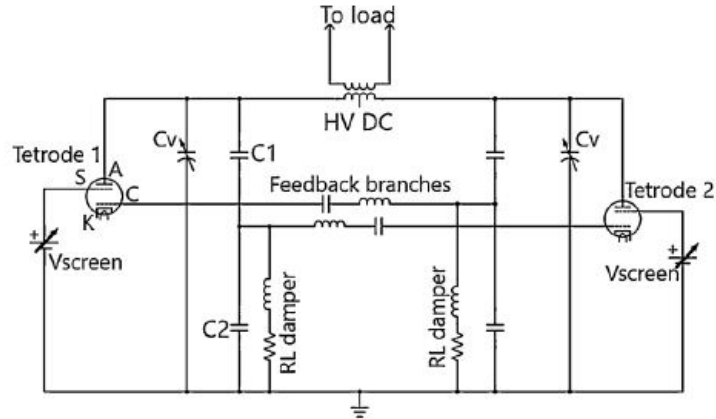 To load
HV DC
Cv
C1
Cv
Tetrode 1
S
A
C
K
Feedback branches
Tetrode 2
+
Vscreen
+
Vscreen
C2
RL damper
RL damper